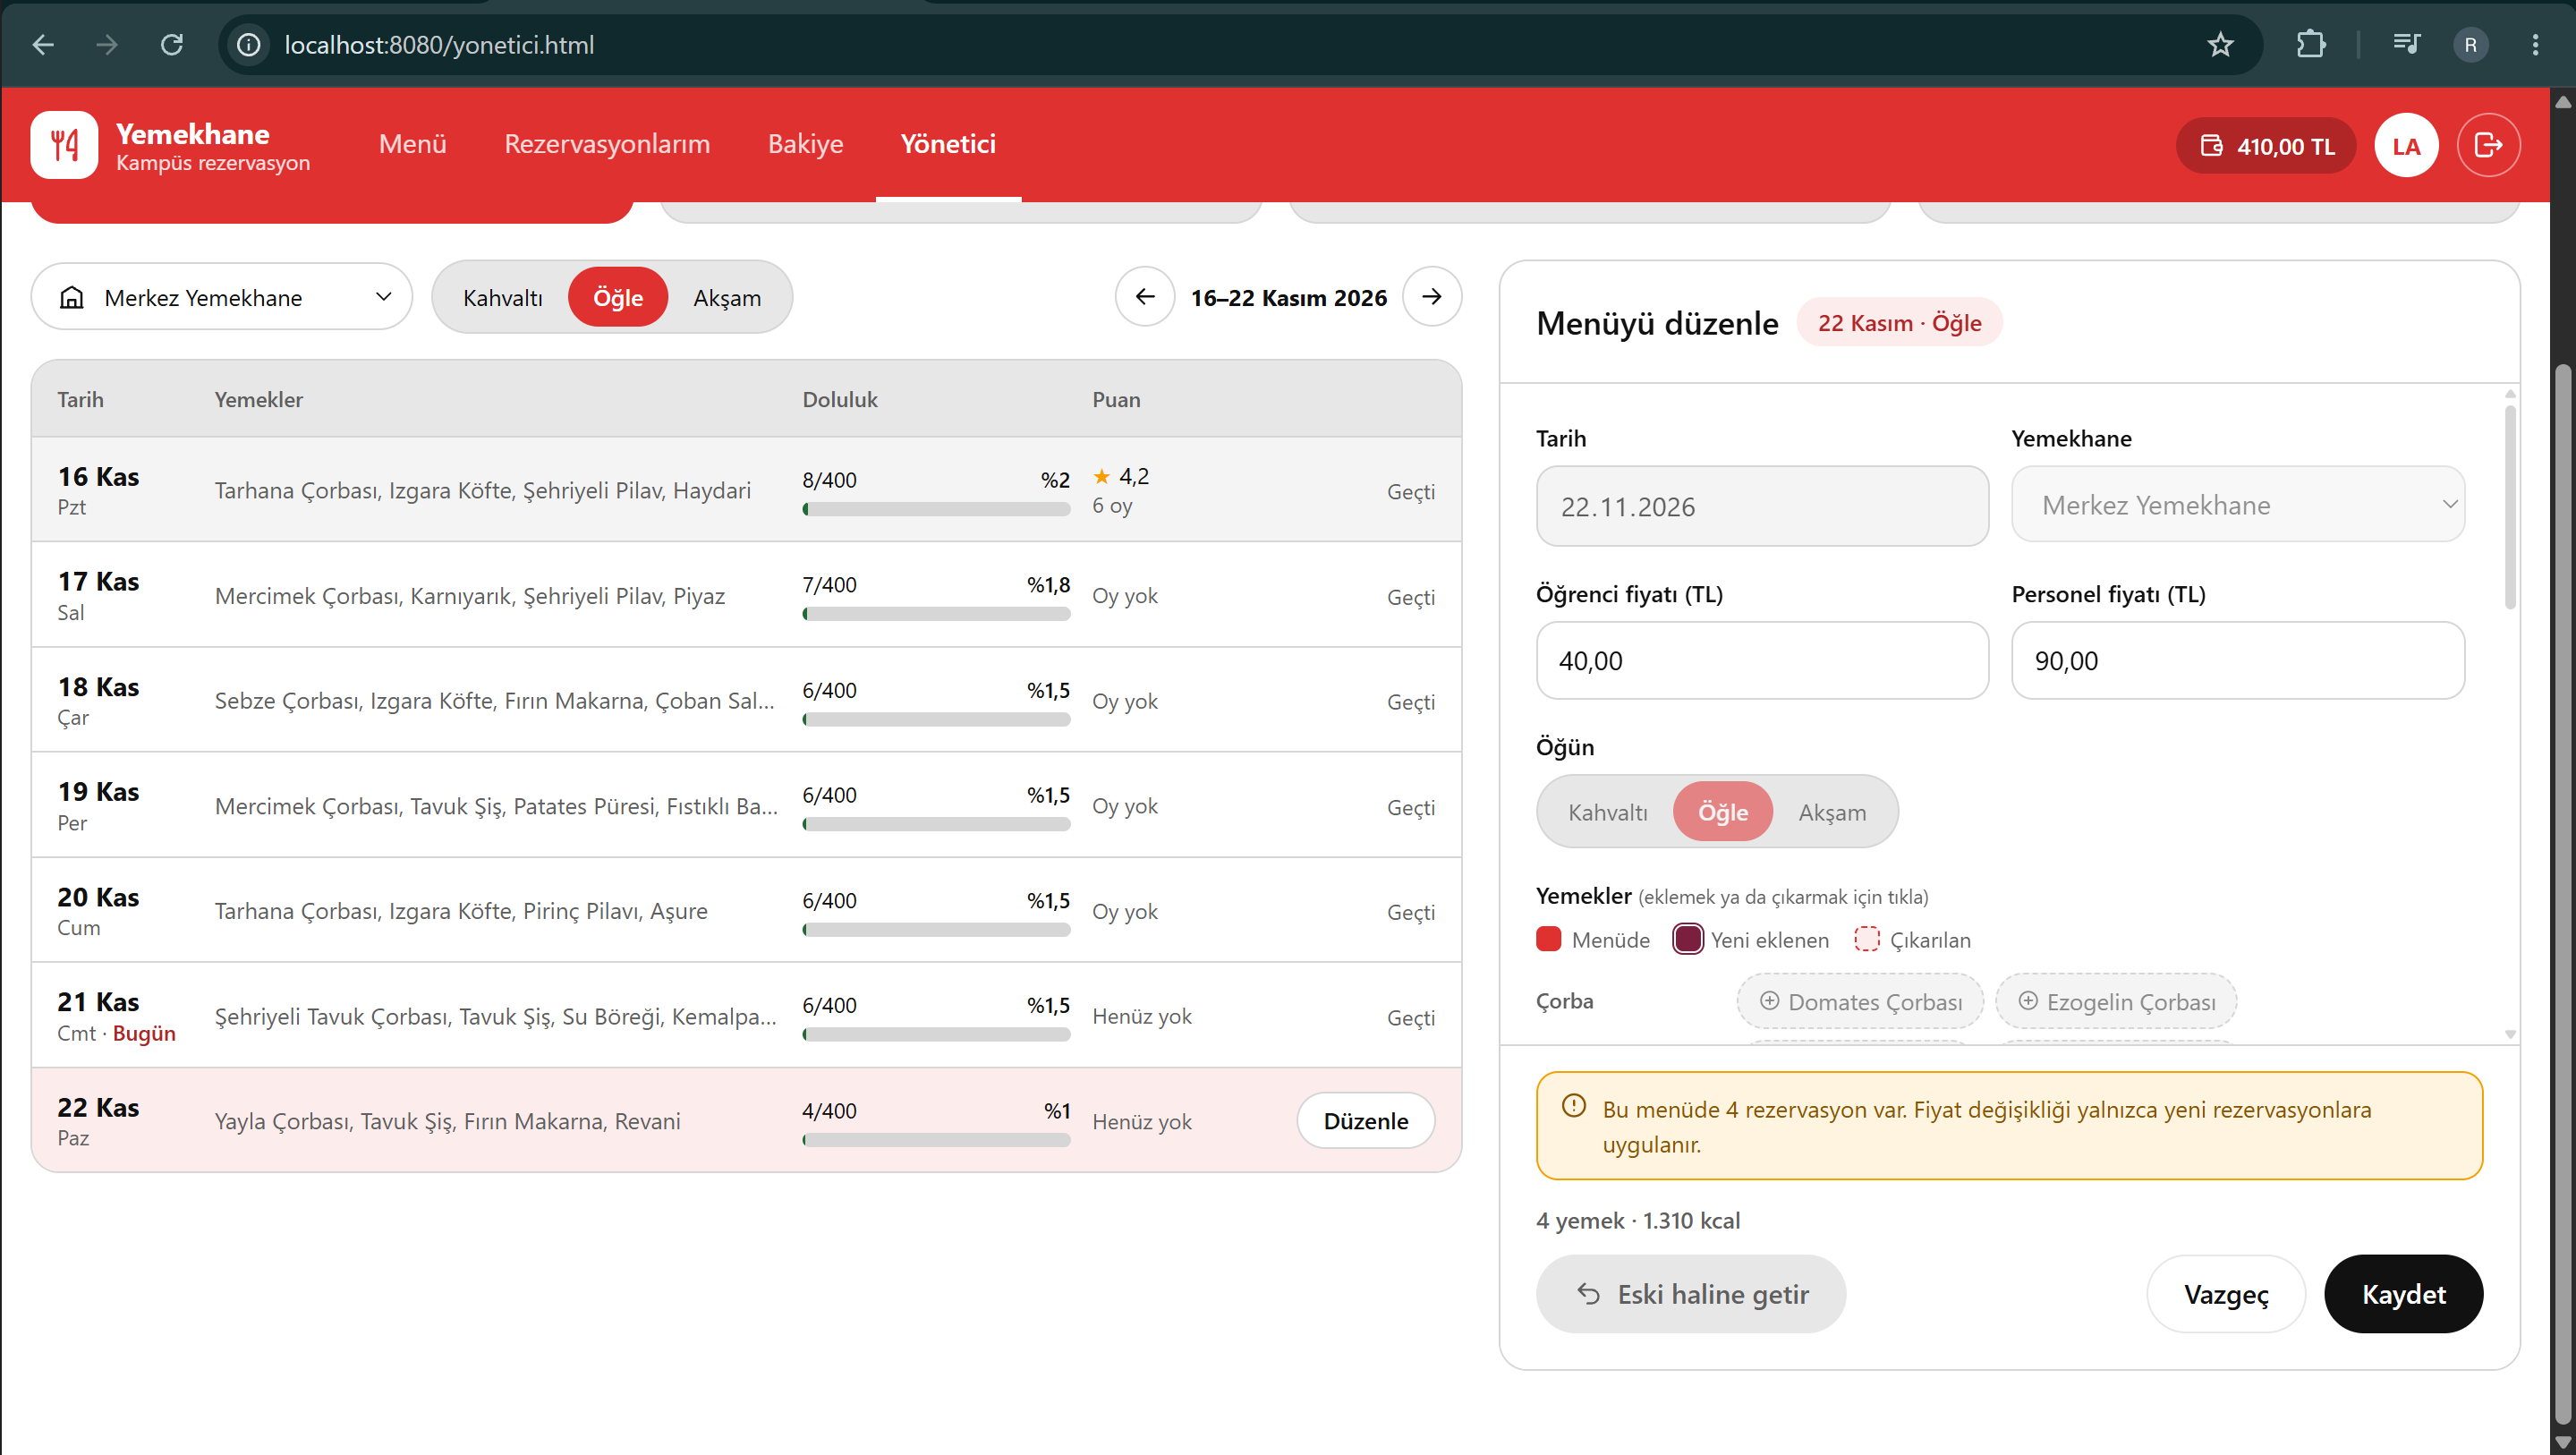 localhost:8080/yonetici.html
R
Yemekhane
Kampüs rezervasyon
Menü
Rezervasyonlarım
Bakiye
Yönetici
410,00 TL
LA
Merkez Yemekhane
Kahvaltı
Öğle
Akşam
16–22 Kasım 2026
Tarih
Yemekler
Doluluk
Puan
16 Kas
Pzt
Tarhana Çorbası, Izgara Köfte, Şehriyeli Pilav, Haydari
8/400
%2
4,2
6 oy
Geçti
17 Kas
Sal
Mercimek Çorbası, Karnıyarık, Şehriyeli Pilav, Piyaz
7/400
%1,8
Oy yok
Geçti
18 Kas
Çar
Sebze Çorbası, Izgara Köfte, Fırın Makarna, Çoban Sal...
6/400
%1,5
Oy yok
Geçti
19 Kas
Per
Mercimek Çorbası, Tavuk Şiş, Patates Püresi, Fıstıklı Ba...
6/400
%1,5
Oy yok
Geçti
20 Kas
Cum
Tarhana Çorbası, Izgara Köfte, Pirinç Pilavı, Aşure
6/400
%1,5
Oy yok
Geçti
21 Kas
Cmt · Bugün
Şehriyeli Tavuk Çorbası, Tavuk Şiş, Su Böreği, Kemalpa...
6/400
%1,5
Henüz yok
Geçti
22 Kas
Paz
Yayla Çorbası, Tavuk Şiş, Fırın Makarna, Revani
4/400
%1
Henüz yok
Düzenle
Menüyü düzenle
22 Kasım · Öğle
Tarih
Yemekhane
22.11.2026
Merkez Yemekhane
Öğrenci fiyatı (TL)
Personel fiyatı (TL)
40,00
90,00
Öğün
Kahvaltı
Öğle
Akşam
Yemekler (eklemek ya da çıkarmak için tıkla)
Menüde
Yeni eklenen
Çıkarılan
Çorba
Domates Çorbası
Ezogelin Çorbası
Bu menüde 4 rezervasyon var. Fiyat değişikliği yalnızca yeni rezervasyonlara
uygulanır.
4 yemek · 1.310 kcal
Eski haline getir
Vazgeç
Kaydet